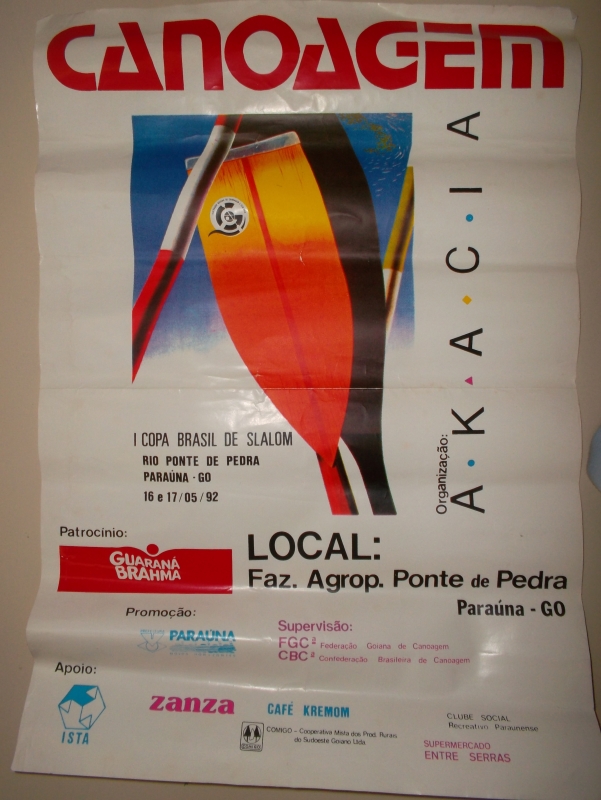 CANOAGEM
Organização:
A·K·A·C·I A
I COPA BRASIL DE SLALOM
RIO PONTE DE PEDRA
PARAÚNA - GO
16 e 17/05/92
Patrocínio:
GUARANÁ
BRAHMA
LOCAL:
Faz. Agrop. Ponte de Pedra
Paraúna - GO
Promoção:
PARAÚNA
Supervisão:
FGCª Federação Goiana de Canoagem
CBCª Confederação Brasileira de Canoagem
Apoio:
ISTA
zanza
CAFÉ KREMOM
COMIGO - Cooperativa Mista dos Prod. Rurais
do Sudoeste Goiano Ltda.
CLUBE SOCIAL
Recreativo Paraunense
SUPERMERCADO
ENTRE SERRAS